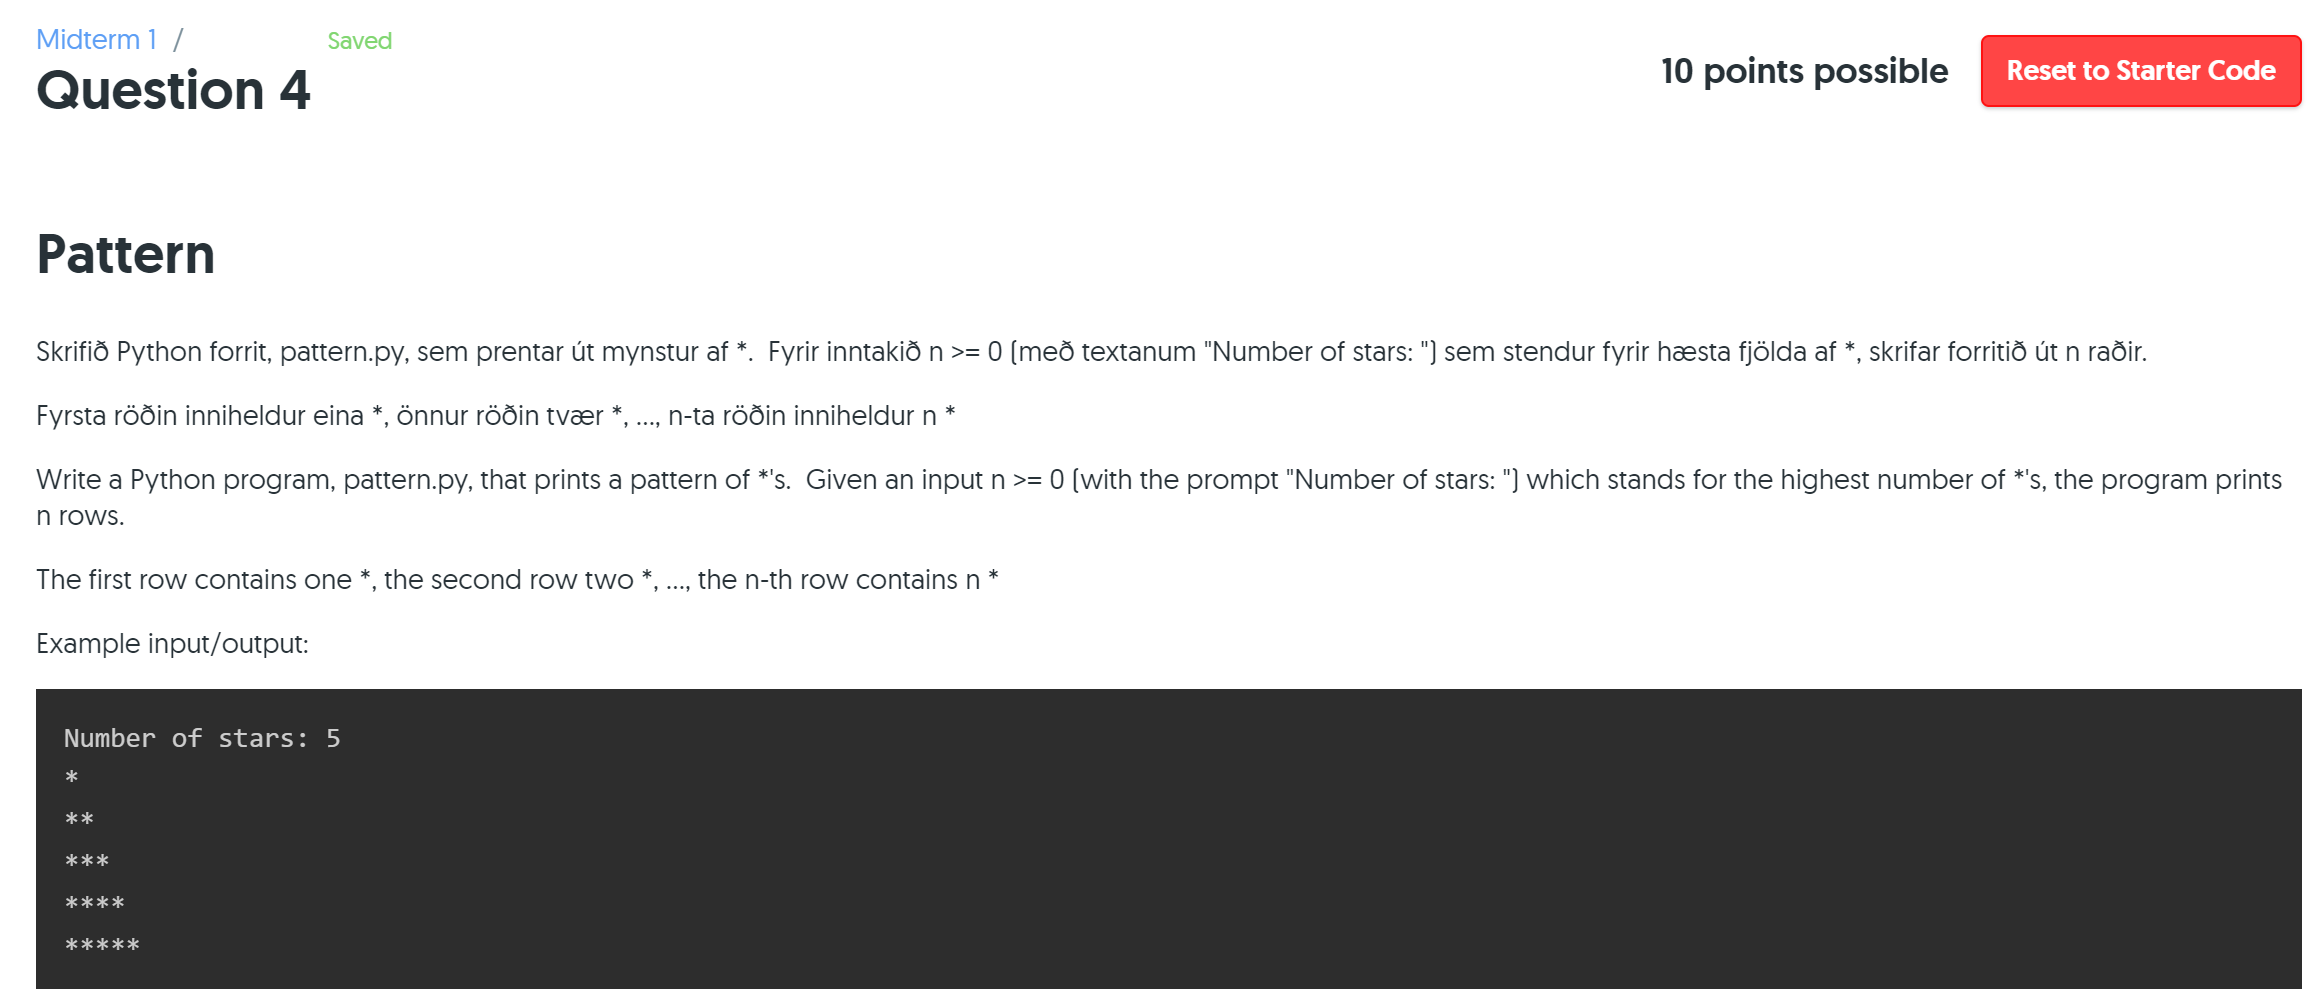 Midterm 1 /
Saved
Question 4
10 points possible
Reset to Starter Code
Pattern
Skrifið Python forrit, pattern.py, sem prentar út mynstur af *.  Fyrir inntakið n >= 0 (með textanum "Number of stars: ") sem stendur fyrir hæsta fjölda af *, skrifar forritið út n raðir.
Fyrsta röðin inniheldur eina *, önnur röðin tvær *, ..., n-ta röðin inniheldur n *
Write a Python program, pattern.py, that prints a pattern of *'s.  Given an input n >= 0 (with the prompt "Number of stars: ") which stands for the highest number of *'s, the program prints
n rows.
The first row contains one *, the second row two *, ..., the n-th row contains n *
Example input/output:
Number of stars: 5
*
**
***
****
*****